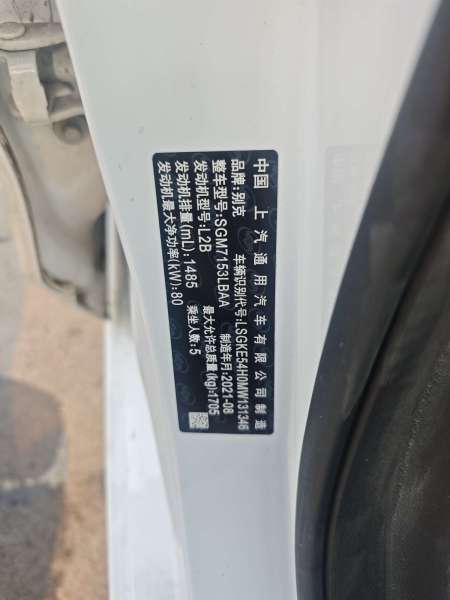 中国 上汽通用汽车有限公司制造
品牌:别克 车辆识别代号:LSGKE54H0MW131346
整车型号:SGM7153LBAA 制造年月:2021-08
发动机型号:L2B 最大允许总质量(kg):1705
发动机排量(mL):1485 乘坐人数:5
发动机最大净功率(kW):80